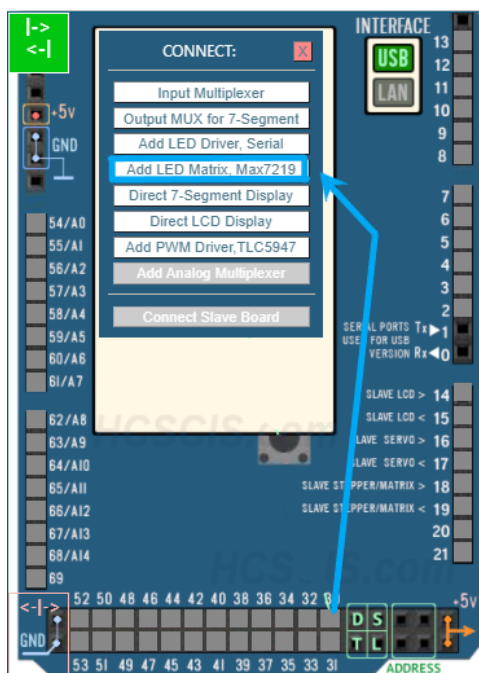 |->
<-|
INTERFACE
USB
LAN
CONNECT:
X
Input Multiplexer
Output MUX for 7-Segment
Add LED Driver, Serial
Add LED Matrix, Max7219
Direct 7-Segment Display
Direct LCD Display
Add PWM Driver,TLC5947
Add Analog Multiplexer
Connect Slave Board
+5v
GND
13
12
11
10
9
8
7
6
5
4
3
2
SERIAL PORTS Tx 1
USED FOR USB
VERSION Rx 0
54/A0
55/A1
56/A2
57/A3
58/A4
59/A5
60/A6
61/A7
62/A8
63/A9
64/A10
65/A11
66/A12
67/A13
68/A14
69
SLAVE LCD > 14
SLAVE LCD < 15
SLAVE SERVO > 16
SLAVE SERVO < 17
SLAVE STEPPER/MATRIX > 18
SLAVE STEPPER/MATRIX < 19
20
21
HCSCIS.com
<-|->
GND
52 50 48 46 44 42 40 38 36 34 32
53 51 49 47 45 43 41 39 37 35 33 31
D S
T L
ADDRESS
+5v